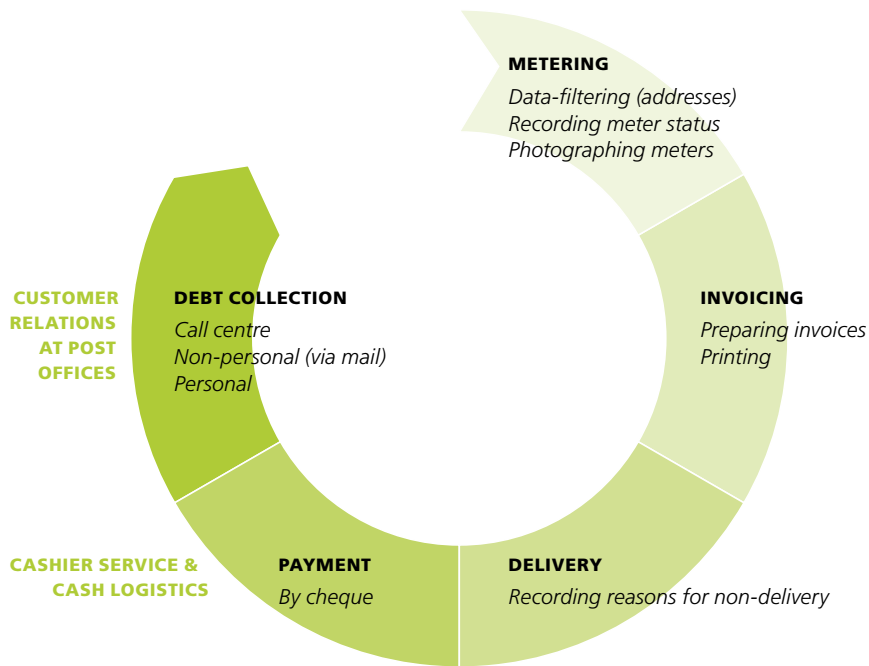 METERING
Data-filtering (addresses)
Recording meter status
Photographing meters
INVOICING
Preparing invoices
Printing
DELIVERY
Recording reasons for non-delivery
PAYMENT
By cheque
CASHIER SERVICE &
CASH LOGISTICS
DEBT COLLECTION
Call centre
Non-personal (via mail)
Personal
CUSTOMER
RELATIONS
AT POST
OFFICES